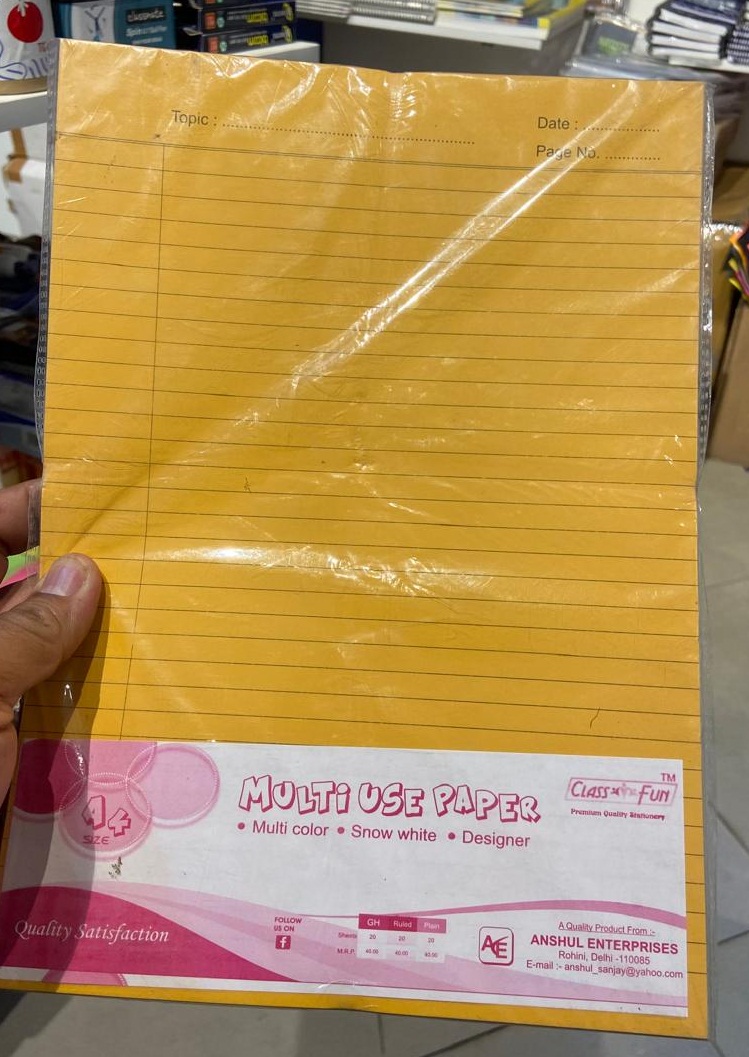 Topic : ......................................................
Date : ................
Page No. ............
A4
SIZE
MULTI USE PAPER
• Multi color • Snow white • Designer
CLASS FUN TM
Premium Quality Stationery
Quality Satisfaction
FOLLOW
US ON
f
GH Ruled Plain
Sheets 20 20 20
M.R.P 40.00 40.00 40.00
AE
A Quality Product From :-
ANSHUL ENTERPRISES
Rohini, Delhi -110085
E-mail :- anshul_sanjay@yahoo.com